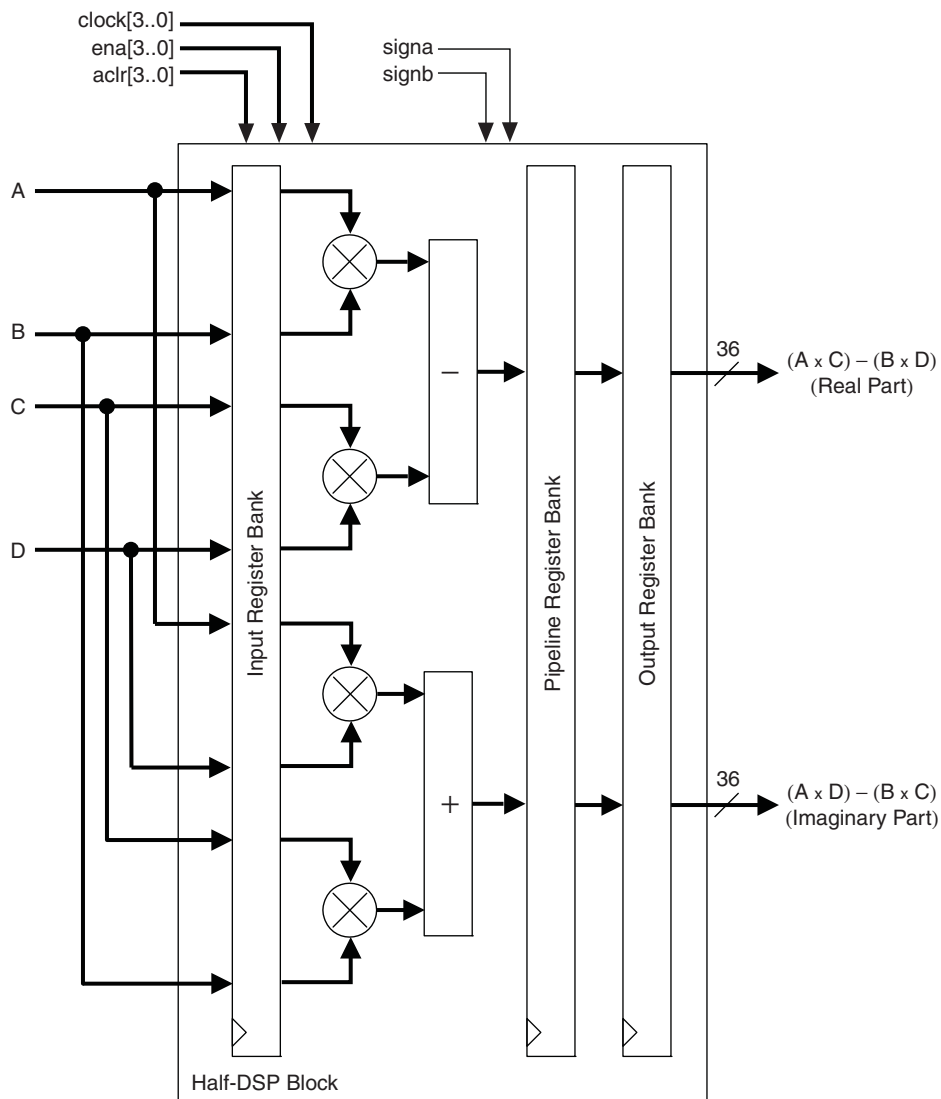 clock[3..0]
ena[3..0]
aclr[3..0]
signa
signb
A
B
C
D
Input Register Bank
−
+
Pipeline Register Bank
Output Register Bank
36
(A x C) − (B x D)
(Real Part)
36
(A x D) − (B x C)
(Imaginary Part)
Half-DSP Block